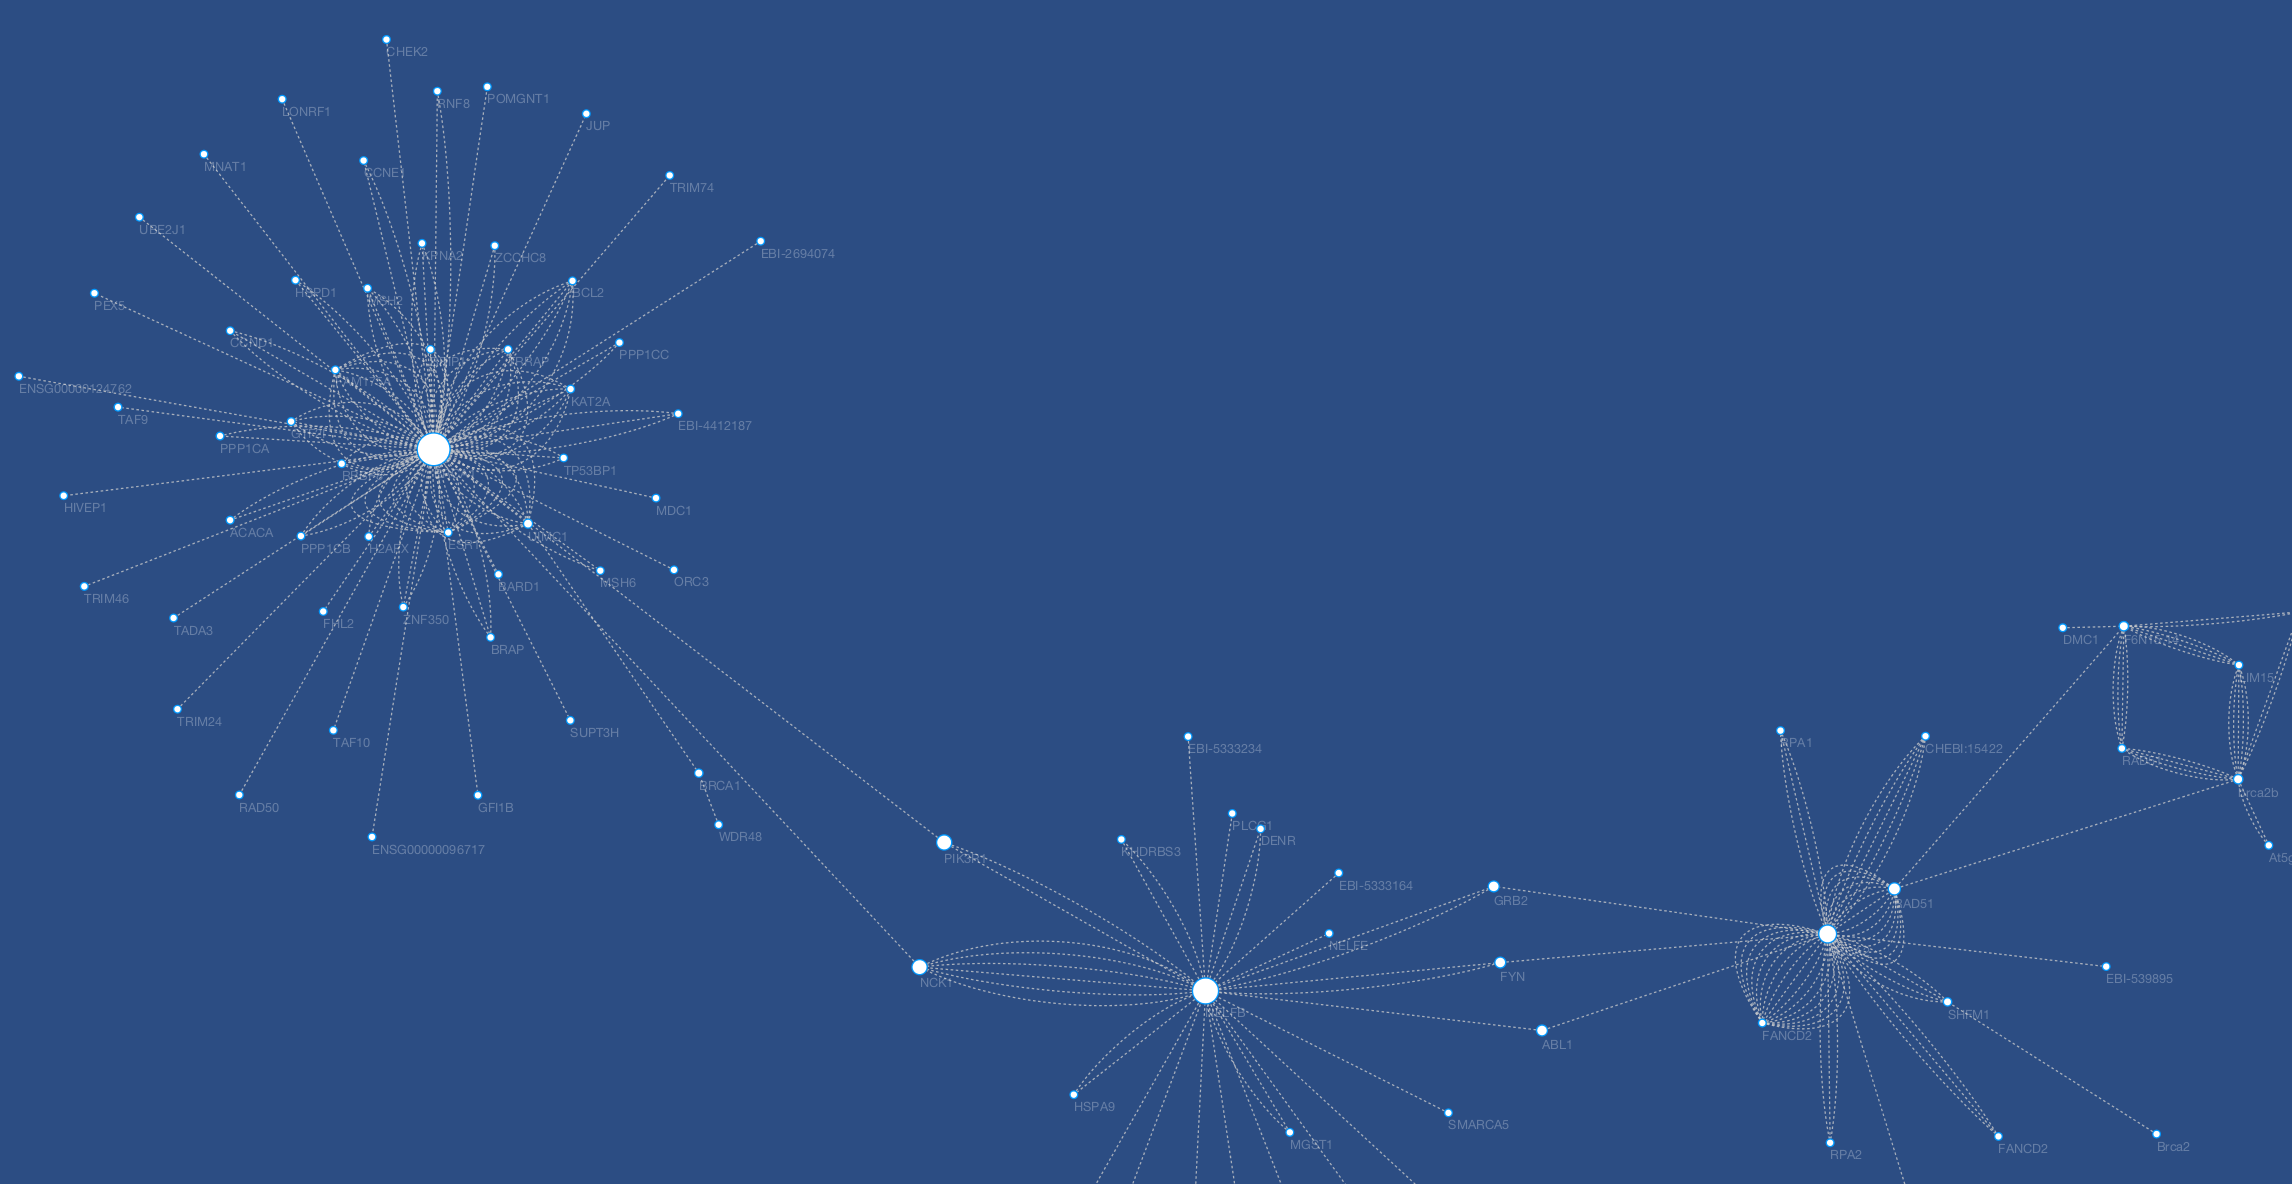 CHEK2
LONRF1
RNF8
POMGNT1
JUP
MNAT1
CCNE1
TRIM74
UBE2J1
KPNA2
ZCCHC8
EBI-2694074
PEX5
BCL2
CCND1
PPP1CC
ENSG00000124762
TAF9
KAT2A
EBI-4412187
PPP1CA
TP53BP1
HIVEP1
MDC1
ACACA
PPP1CB
H2AFX
ESR1
UIMC1
TRIM46
BARD1
MSH6
ORC3
TADA3
FHL2
ZNF350
BRAP
TRIM24
TAF10
SUPT3H
RAD50
GFI1B
BRCA1
WDR48
ENSG00000096717
PIK3R1
NCK1
EBI-5333234
PLCG1
DENR
KHDRBS3
EBI-5333164
GRB2
NELFE
FYN
NELFB
ABL1
HSPA9
MGST1
SMARCA5
DMC1
LIM15
RPA1
CHEBI:15422
RAD51
Brca2b
At5g
RAD51
EBI-539895
SHFM1
FANCD2
RPA2
FANCD2
Brca2